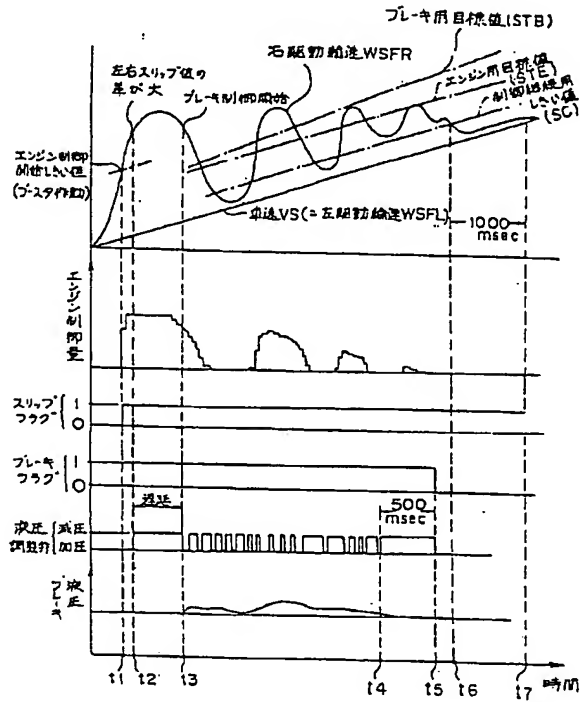 ブレーキ用目標値(STB)
右駆動輪速WSFR
エンジン用目標値
(STE)
左右スリップ値の
差が大
ブレーキ制御開始
制御継続用
しきい値
(SC)
エンジン制御
開始しきい値
(ブースタ作動)
車速VS(=左駆動輪速WSFL)
1000
msec
エンジン制御量
スリップ
フラグ
1
0
ブレーキ
フラグ
1
0
遅延
500
msec
液圧
調整弁
減圧
加圧
ブレーキ
液圧
t1
t2
t3
t4
t5
t6
t7
時間